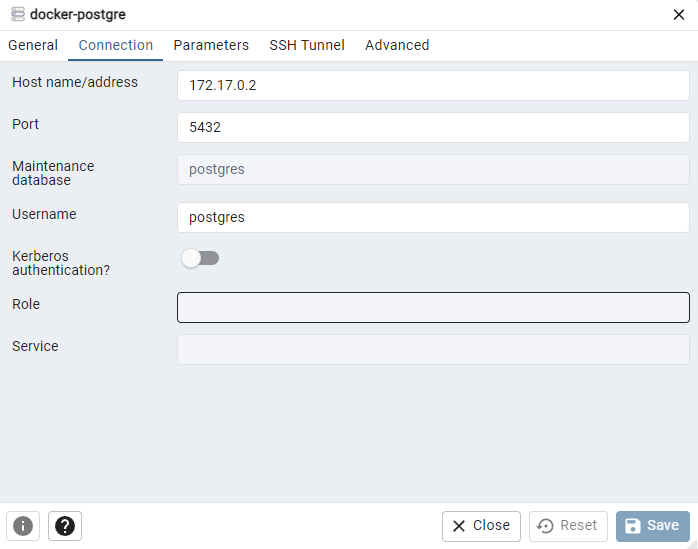 docker-postgre
General Connection Parameters SSH Tunnel Advanced
Host name/address 172.17.0.2
Port 5432
Maintenance
database
postgres
Username postgres
Kerberos
authentication?
Role
Service
Close Reset Save